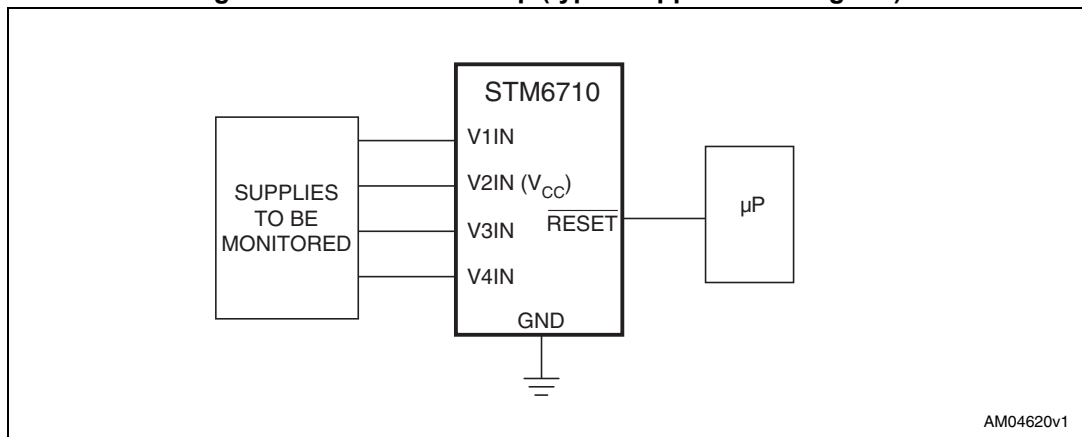 STM6710
V1IN
V2IN (VCC)
V3IN
V4IN
RESET
GND
SUPPLIES
TO BE
MONITORED
µP
AM04620v1